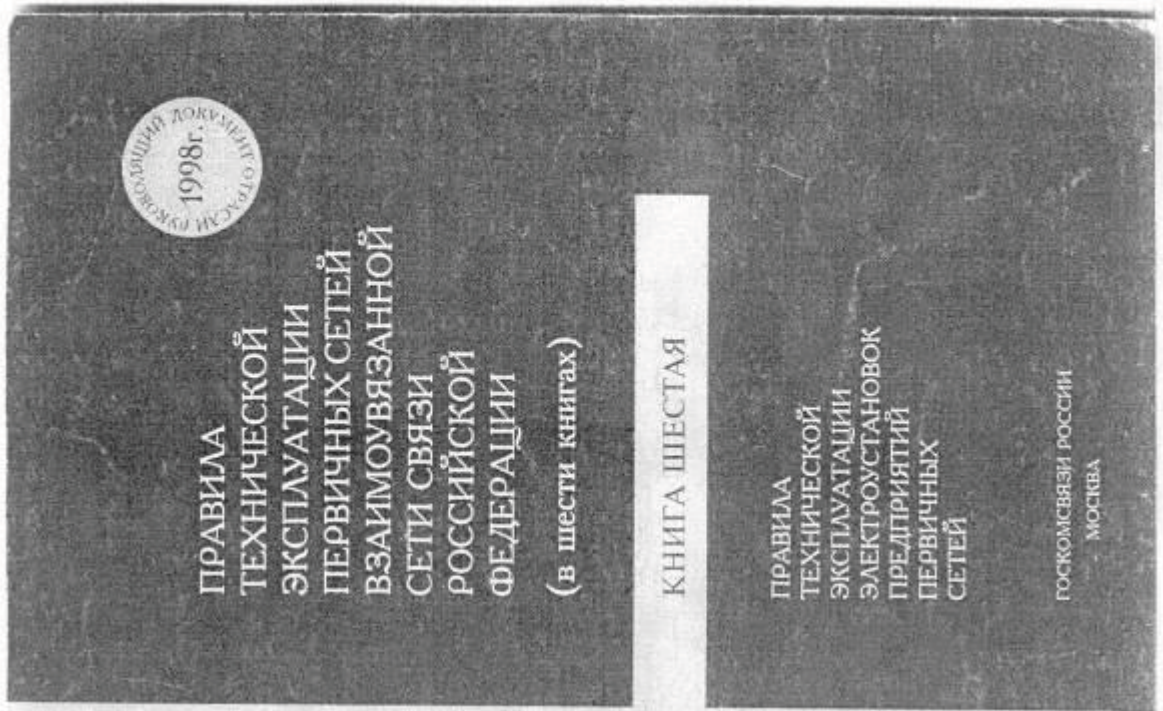 РУКОВОДЯЩИЙ ДОКУМЕНТ ОТРАСЛИ
1998г.
ПРАВИЛА
ТЕХНИЧЕСКОЙ
ЭКСПЛУАТАЦИИ
ПЕРВИЧНЫХ СЕТЕЙ
ВЗАИМОУВЯЗАННОЙ
СЕТИ СВЯЗИ
РОССИЙСКОЙ
ФЕДЕРАЦИИ
(в шести книгах)
КНИГА ШЕСТАЯ
ПРАВИЛА
ТЕХНИЧЕСКОЙ
ЭКСПЛУАТАЦИИ
ЭЛЕКТРОУСТАНОВОК
ПРЕДПРИЯТИЙ
ПЕРВИЧНЫХ
СЕТЕЙ
ГОСКОМСВЯЗИ РОССИИ
МОСКВА